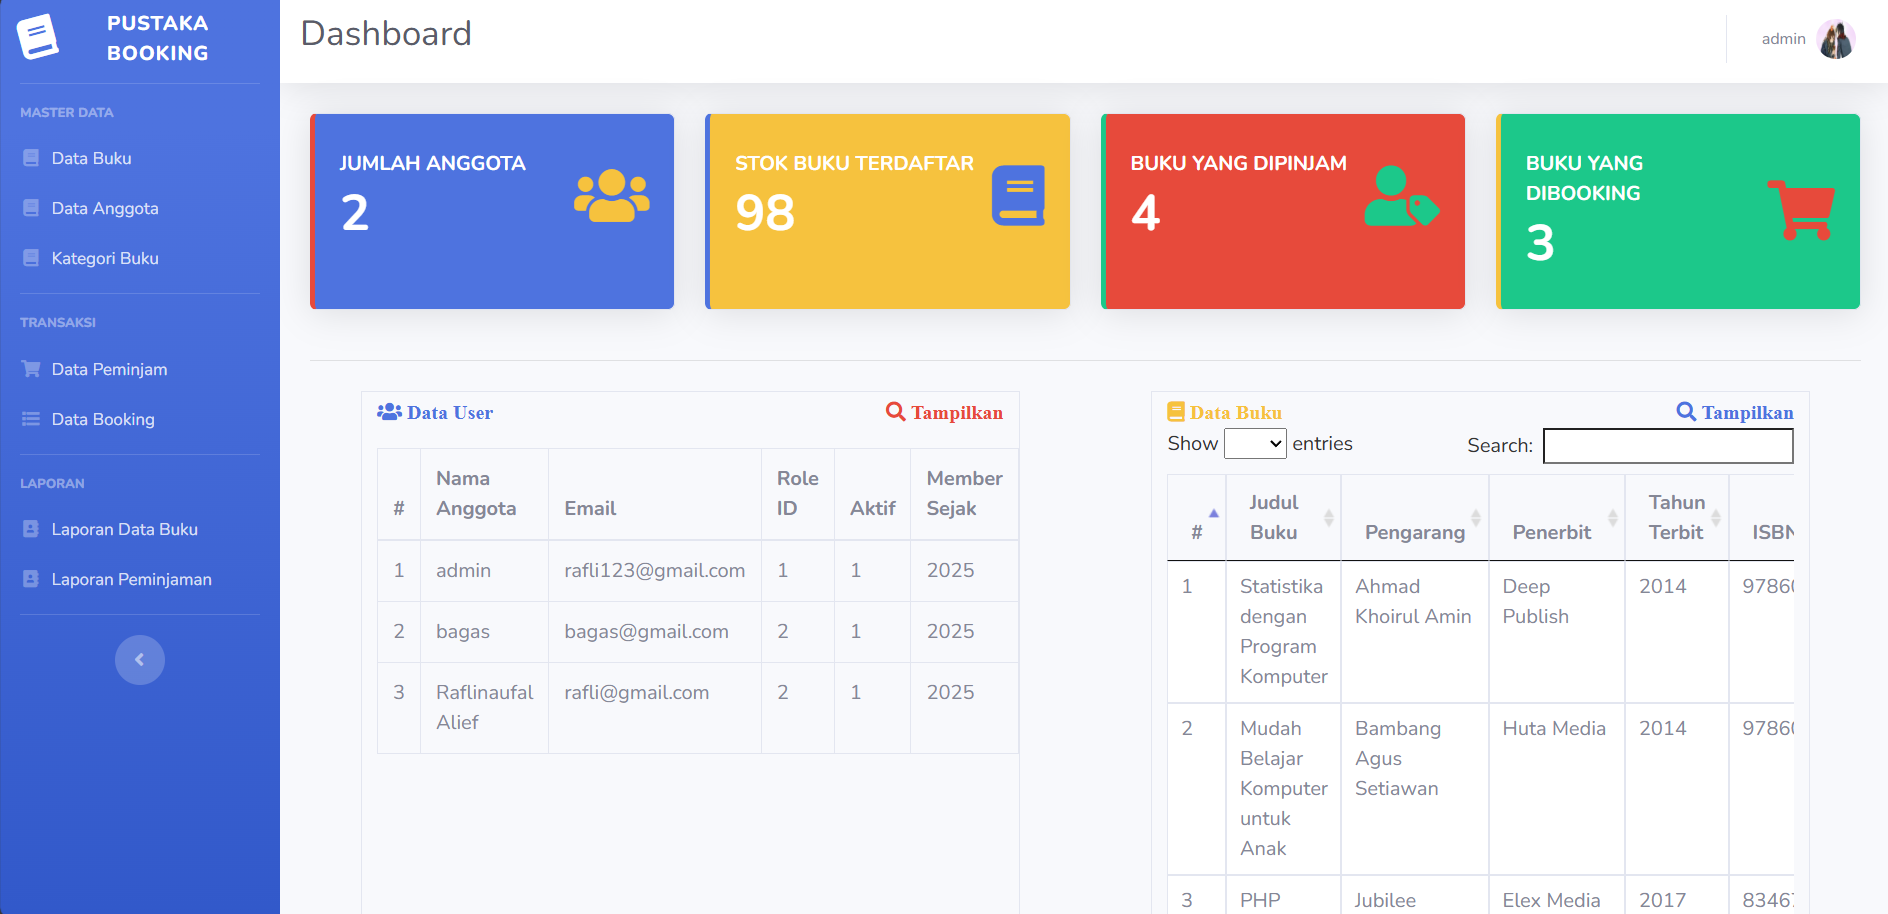 PUSTAKA
BOOKING
MASTER DATA
Data Buku
Data Anggota
Kategori Buku
TRANSAKSI
Data Peminjam
Data Booking
LAPORAN
Laporan Data Buku
Laporan Peminjaman
Dashboard
admin
JUMLAH ANGGOTA
2
STOK BUKU TERDAFTAR
98
BUKU YANG DIPINJAM
4
BUKU YANG
DIBOOKING
3
Data User
Tampilkan
# Nama Anggota Email Role ID Aktif Member Sejak
1 admin rafli123@gmail.com 1 1 2025
2 bagas bagas@gmail.com 2 1 2025
3 Raflinaufal Alief rafli@gmail.com 2 1 2025
Data Buku
Tampilkan
Show entries
Search:
# Judul Buku Pengarang Penerbit Tahun Terbit ISBN
1 Statistika dengan Program Komputer Ahmad Khoirul Amin Deep Publish 2014
2 Mudah Belajar Komputer untuk Anak Bambang Agus Setiawan Huta Media 2014
3 PHP Jubilee Elex Media 2017